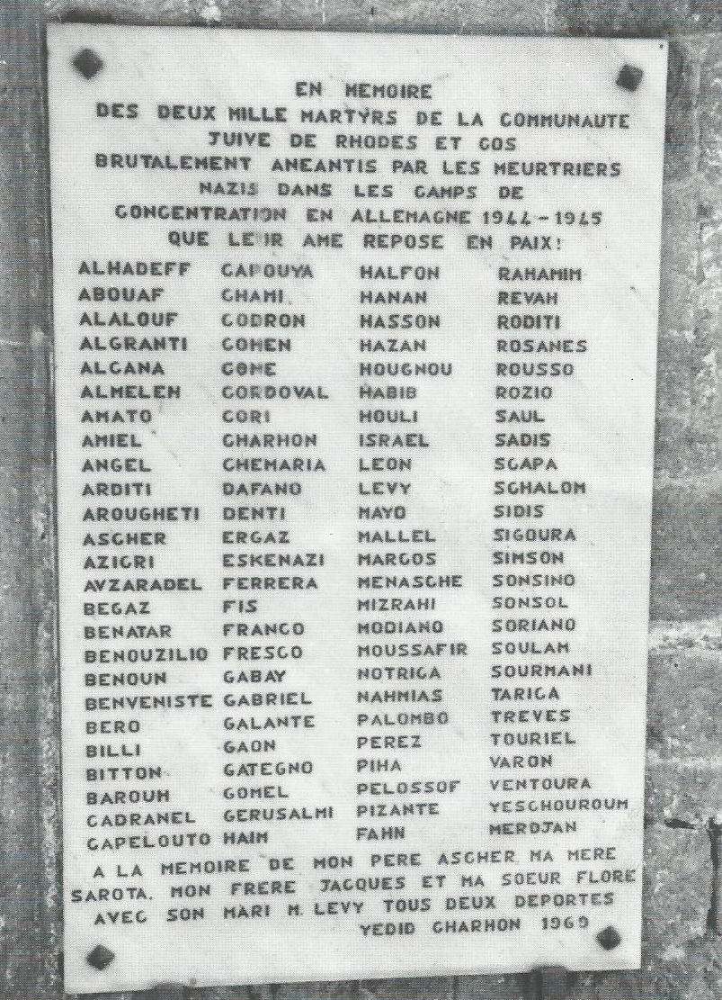 EN MEMOIRE
DES DEUX MILLE MARTYRS DE LA COMMUNAUTE
JUIVE DE RHODES ET COS
BRUTALEMENT ANEANTIS PAR LES MEURTRIERS
NAZIS DANS LES CAMPS DE
CONCENTRATION EN ALLEMAGNE 1944-1945
QUE LEUR AME REPOSE EN PAIX!
ALHADEFF
ABOUAF
ALALOUF
ALGRANTI
ALCANA
ALMELEH
AMATO
AMIEL
ANGEL
ARDITI
AROUGHETI
ASCHER
AZICRI
AVZARADEL
BEGAZ
BENATAR
BENOUZILIO
BENOUN
BENVENISTE
BERO
BILLI
BITTON
BAROUH
CADRANEL
CAPELOUTO
CAPOUYA
CHAMI
CODRON
COHEN
COME
CORDOVAL
CORI
CHARHON
CHEMARIA
DAFANO
DENTI
ERGAZ
ESKENAZI
FERRERA
FIS
FRANCO
FRESCO
GABAY
GABRIEL
GALANTE
GAON
GATEGNO
GOMEL
GERUSALMI
HAIM
HALFON
HANAN
HASSON
HAZAN
HOUGNOU
HABIB
HOULI
ISRAEL
LEON
LEVY
MAYO
MALLEL
MARCOS
MENASCHE
MIZRAHI
MODIANO
MOUSSAFIR
NOTRICA
NAHMIAS
PALOMBO
PEREZ
PIHA
PELOSSOF
PIZANTE
FAHN
RAHAMIM
REVAH
RODITI
ROSANES
ROUSSO
ROZIO
SAUL
SADIS
SCAPA
SCHALOM
SIDIS
SIGOURA
SIMSON
SONSINO
SONSOL
SORIANO
SOULAM
SOURMANI
TARICA
TREVES
TOURIEL
VARON
VENTOURA
YESCHOUROUM
MERDJAN
A LA MEMOIRE DE MON PERE ASCHER, MA MERE
SAROTA, MON FRERE JACQUES ET MA SOEUR FLORE
AVEC SON MARI M. LEVY TOUS DEUX DEPORTES
YEDID CHARHON 1969